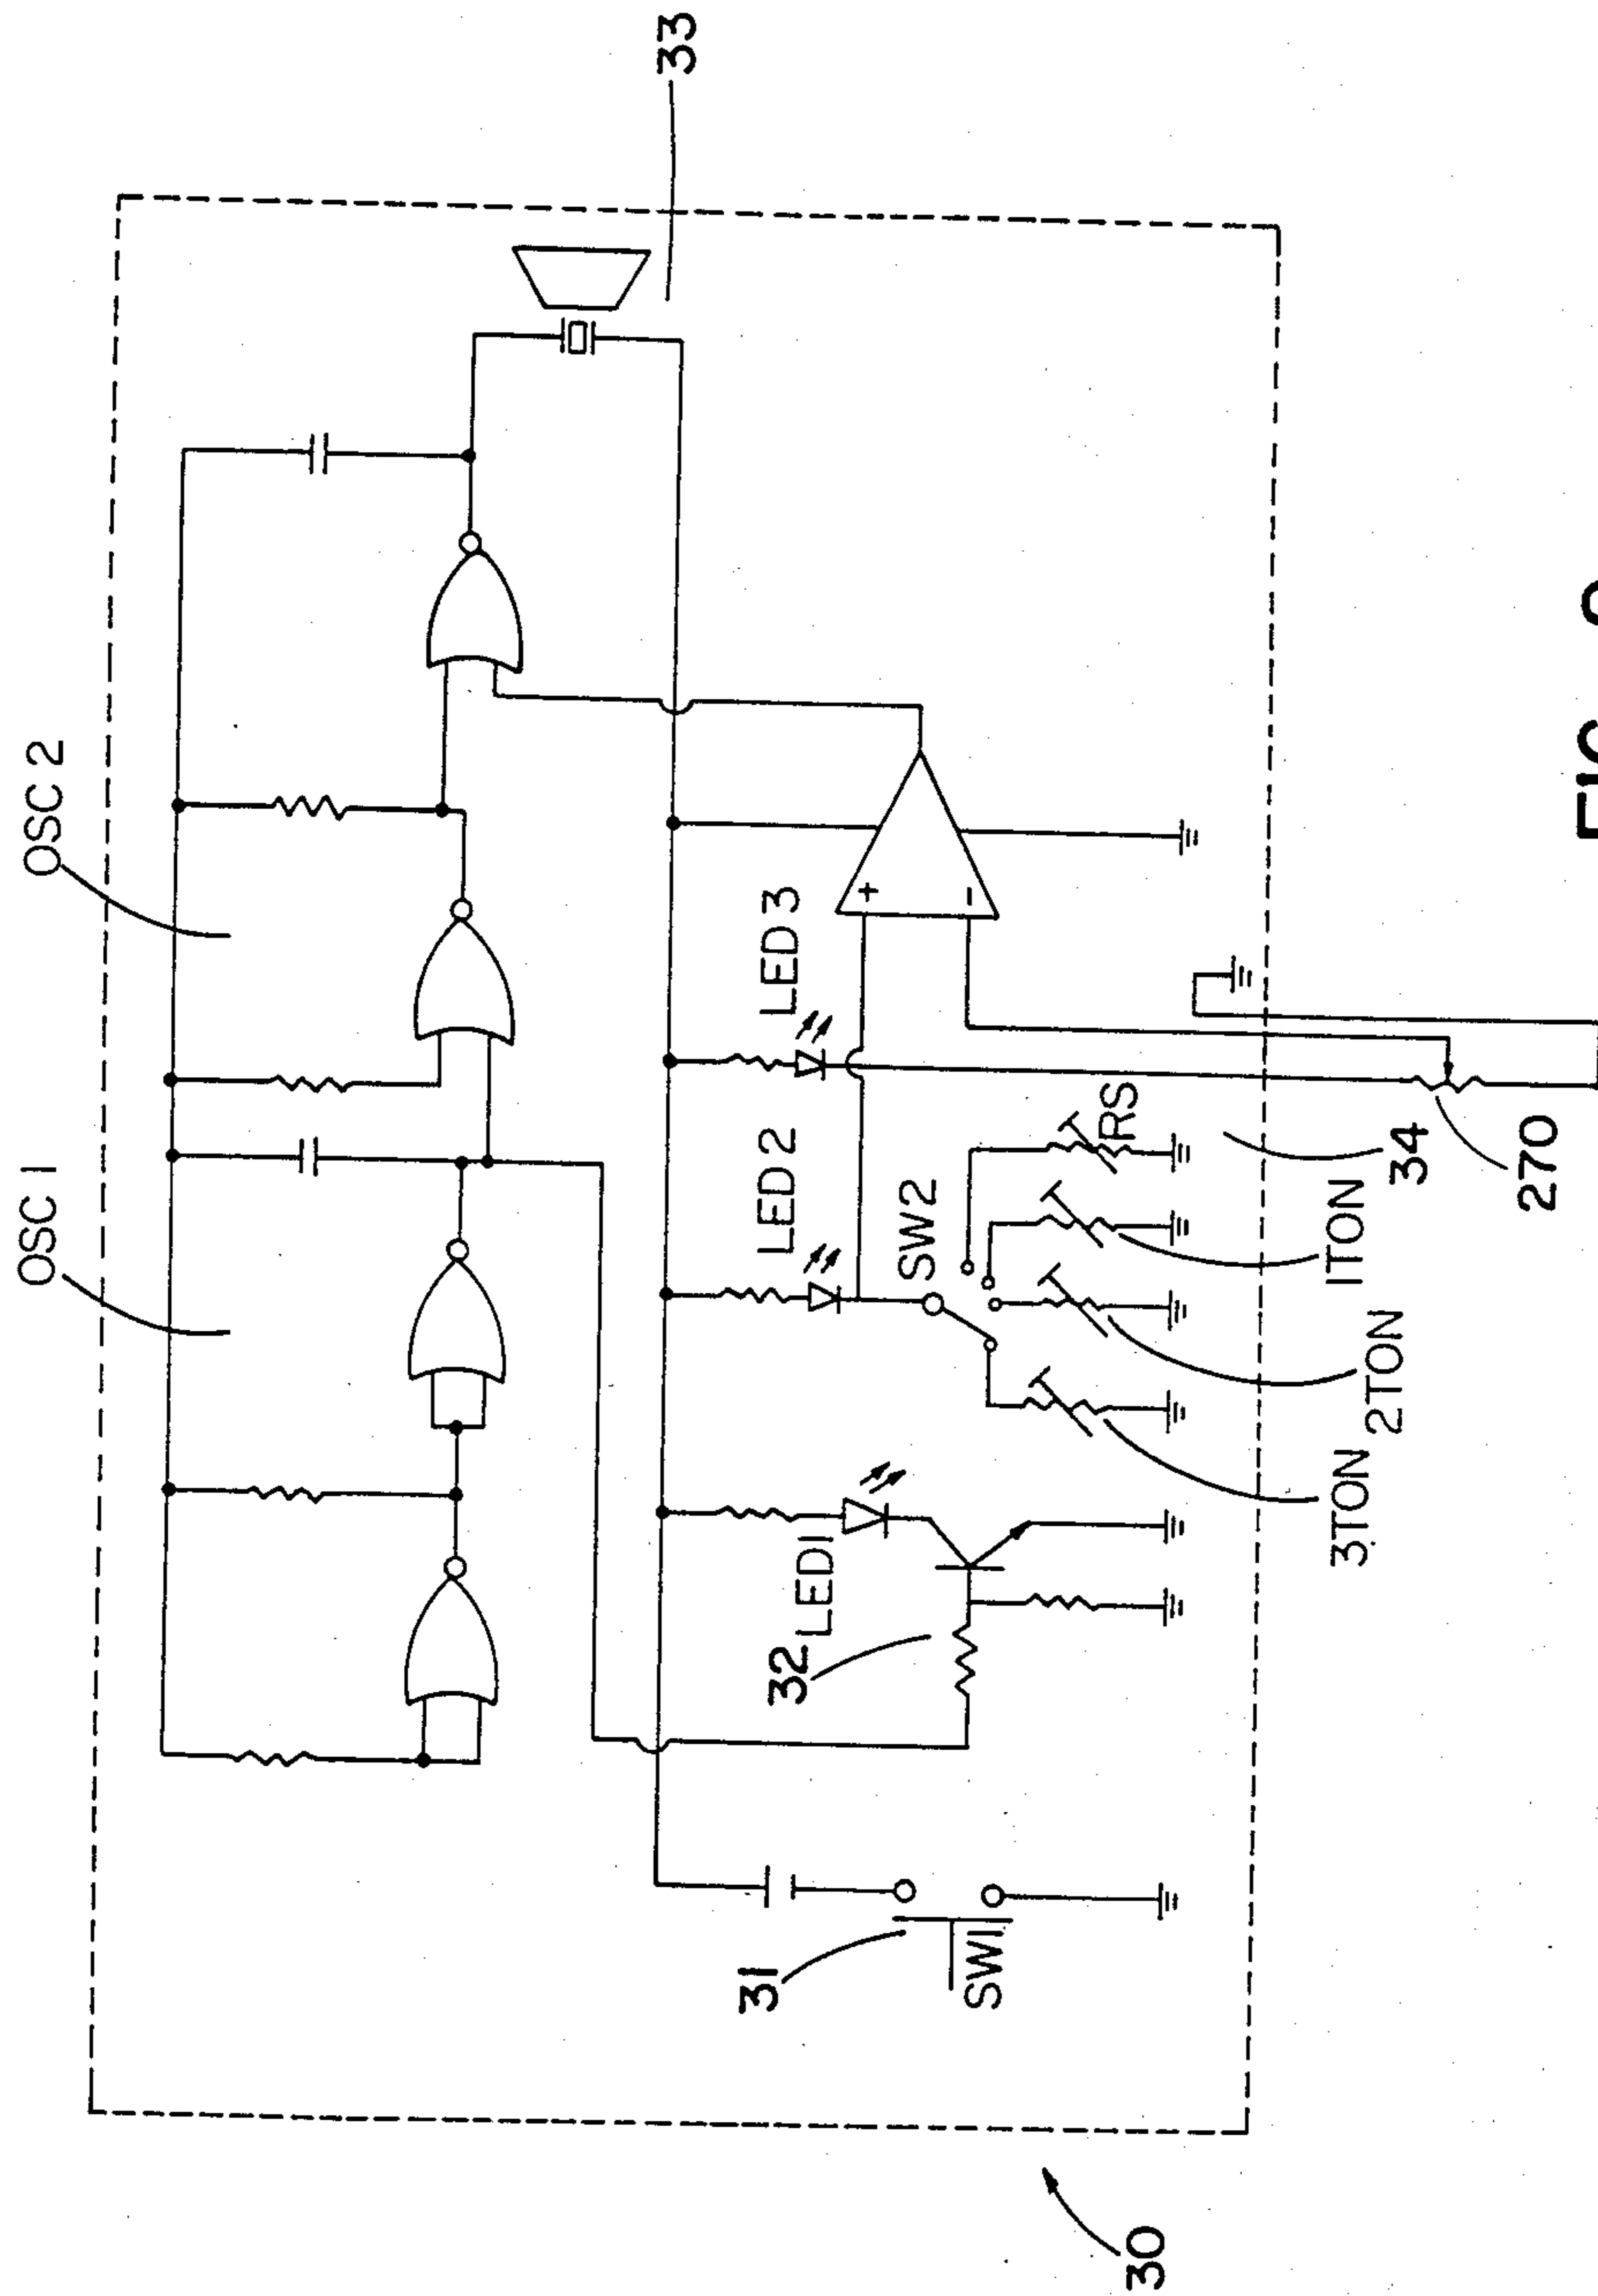 OSC 1
OSC 2
33
LED 2
LED 3
31
SW1
32
LED1
SW2
+
-
RS
3TON
2TON
1TON
34
270
30